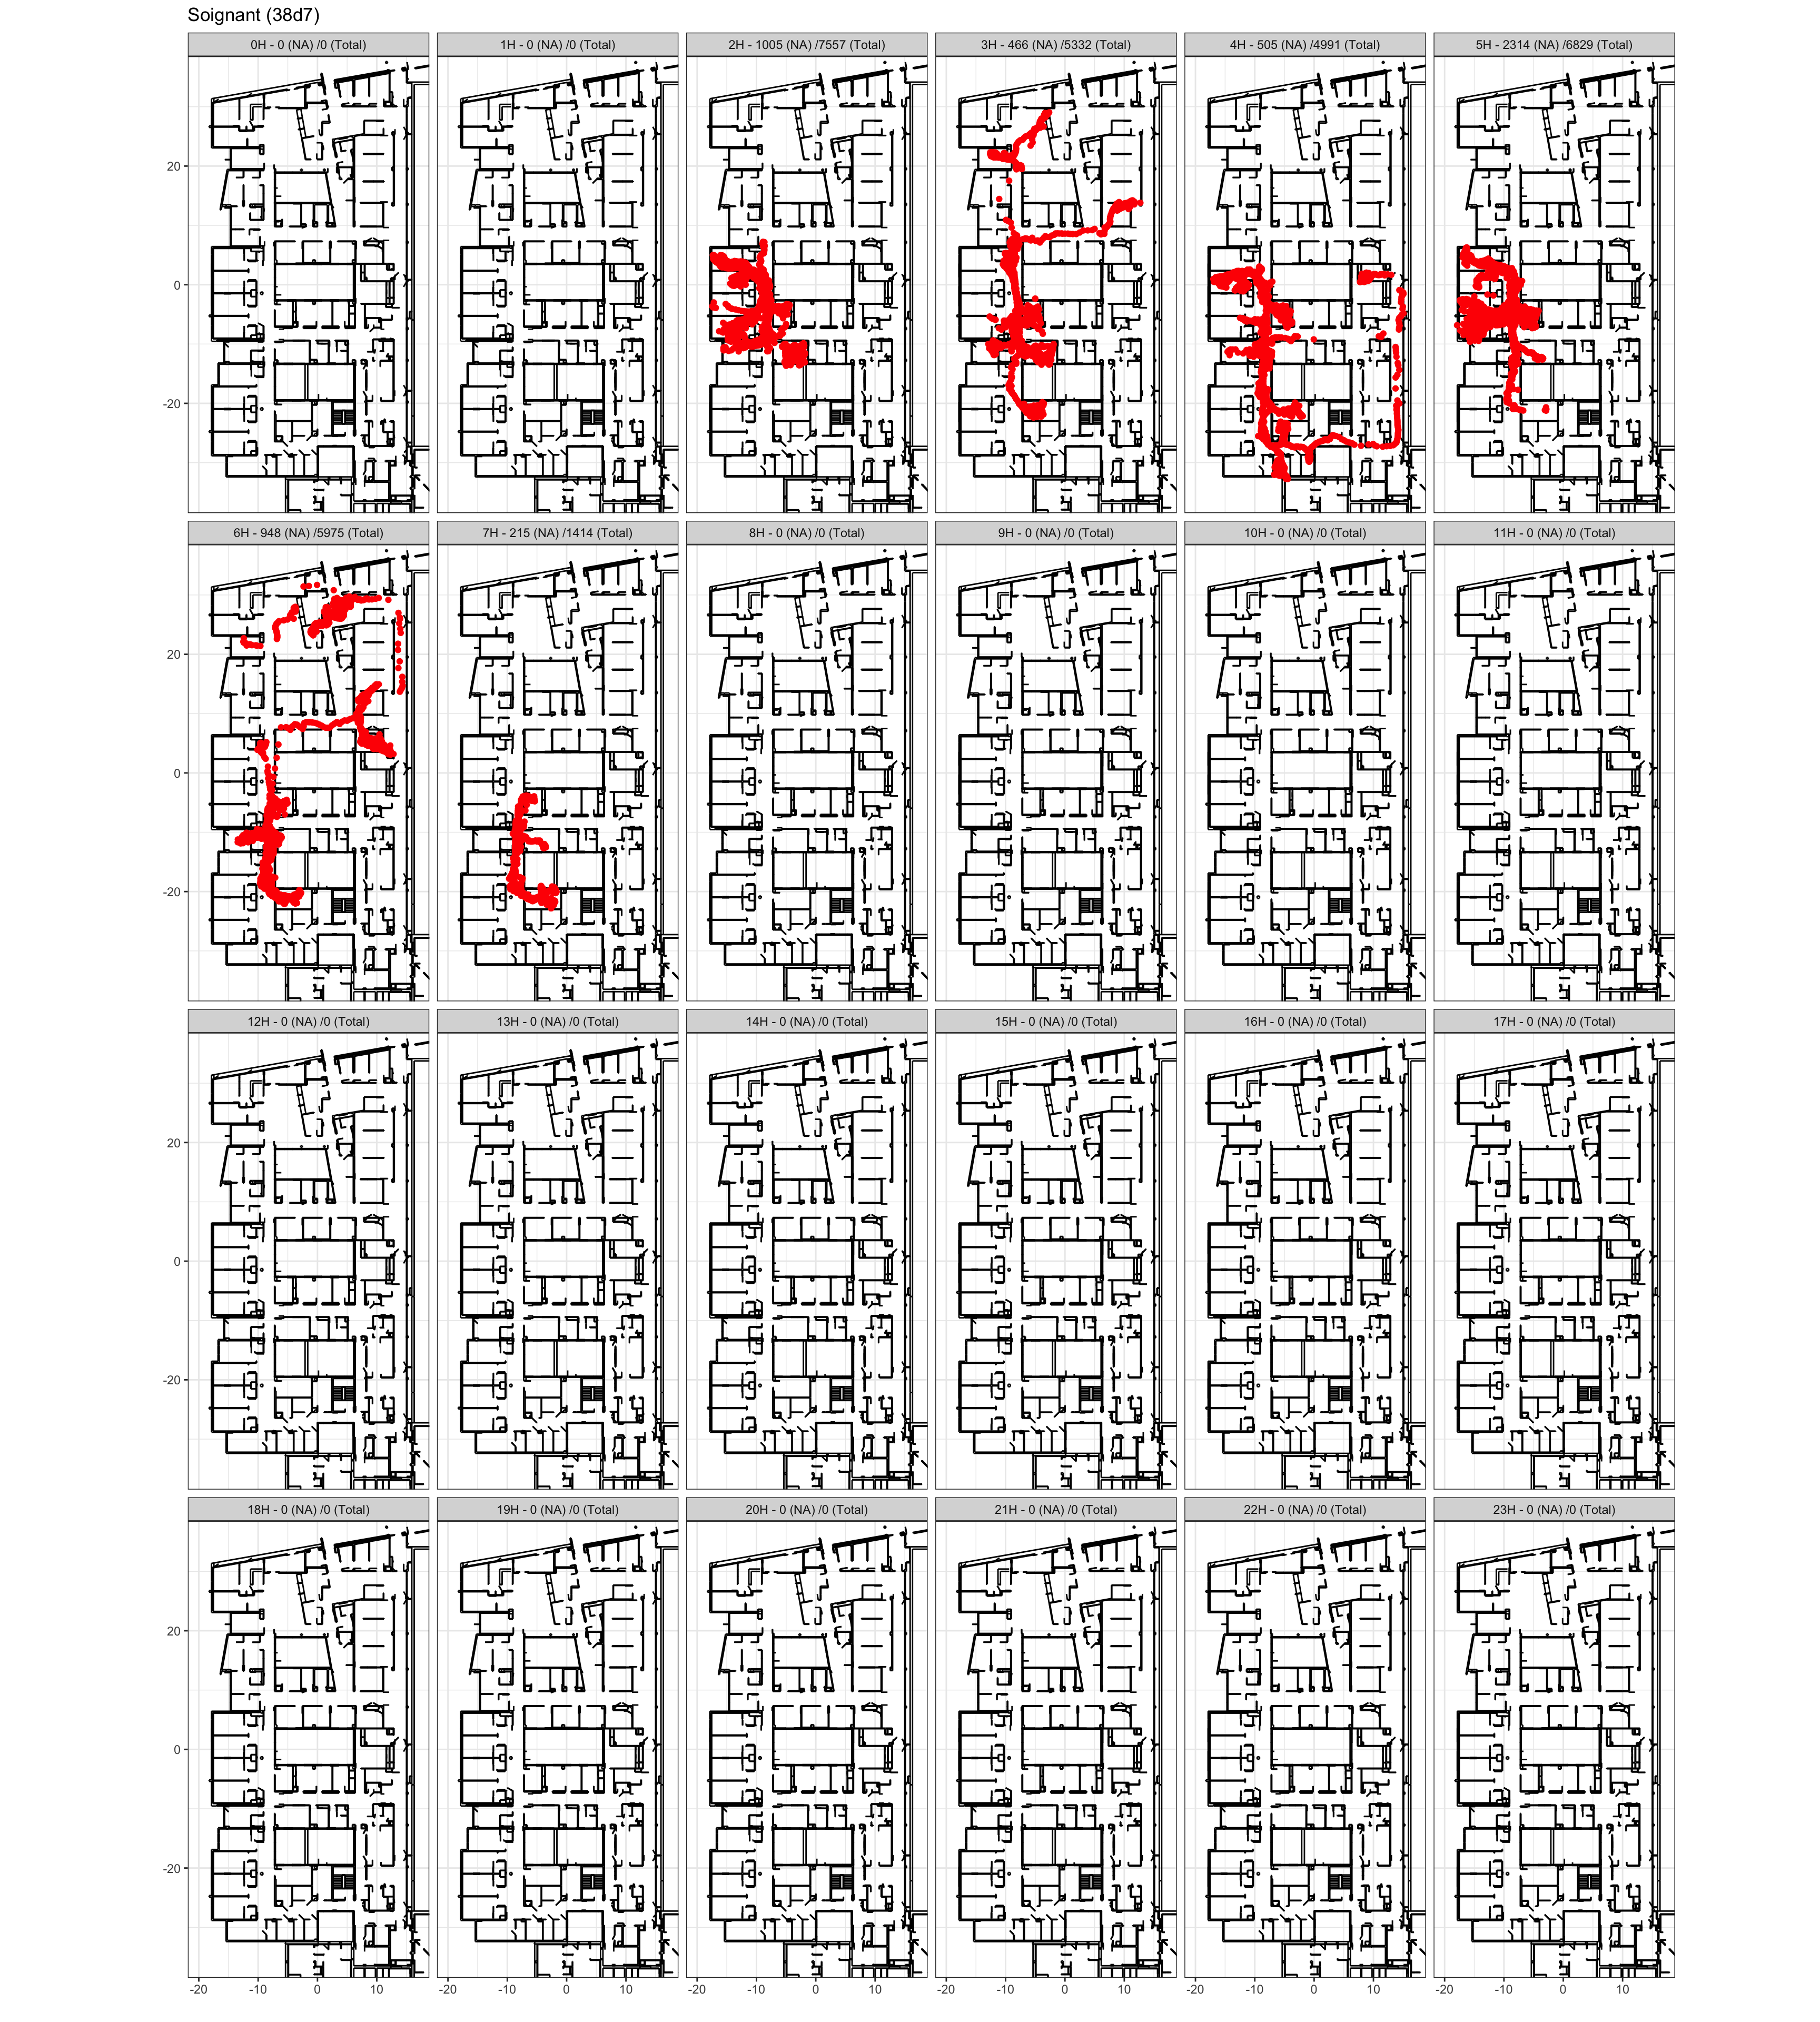 Soignant (38d7)
0H - 0 (NA) /0 (Total) 1H - 0 (NA) /0 (Total) 2H - 1005 (NA) /7557 (Total) 3H - 466 (NA) /5332 (Total) 4H - 505 (NA) /4991 (Total) 5H - 2314 (NA) /6829 (Total)
20
0
-20
6H - 948 (NA) /5975 (Total) 7H - 215 (NA) /1414 (Total) 8H - 0 (NA) /0 (Total) 9H - 0 (NA) /0 (Total) 10H - 0 (NA) /0 (Total) 11H - 0 (NA) /0 (Total)
20
0
-20
12H - 0 (NA) /0 (Total) 13H - 0 (NA) /0 (Total) 14H - 0 (NA) /0 (Total) 15H - 0 (NA) /0 (Total) 16H - 0 (NA) /0 (Total) 17H - 0 (NA) /0 (Total)
20
0
-20
18H - 0 (NA) /0 (Total) 19H - 0 (NA) /0 (Total) 20H - 0 (NA) /0 (Total) 21H - 0 (NA) /0 (Total) 22H - 0 (NA) /0 (Total) 23H - 0 (NA) /0 (Total)
20
0
-20
-20 -10 0 10 -20 -10 0 10 -20 -10 0 10 -20 -10 0 10 -20 -10 0 10 -20 -10 0 10